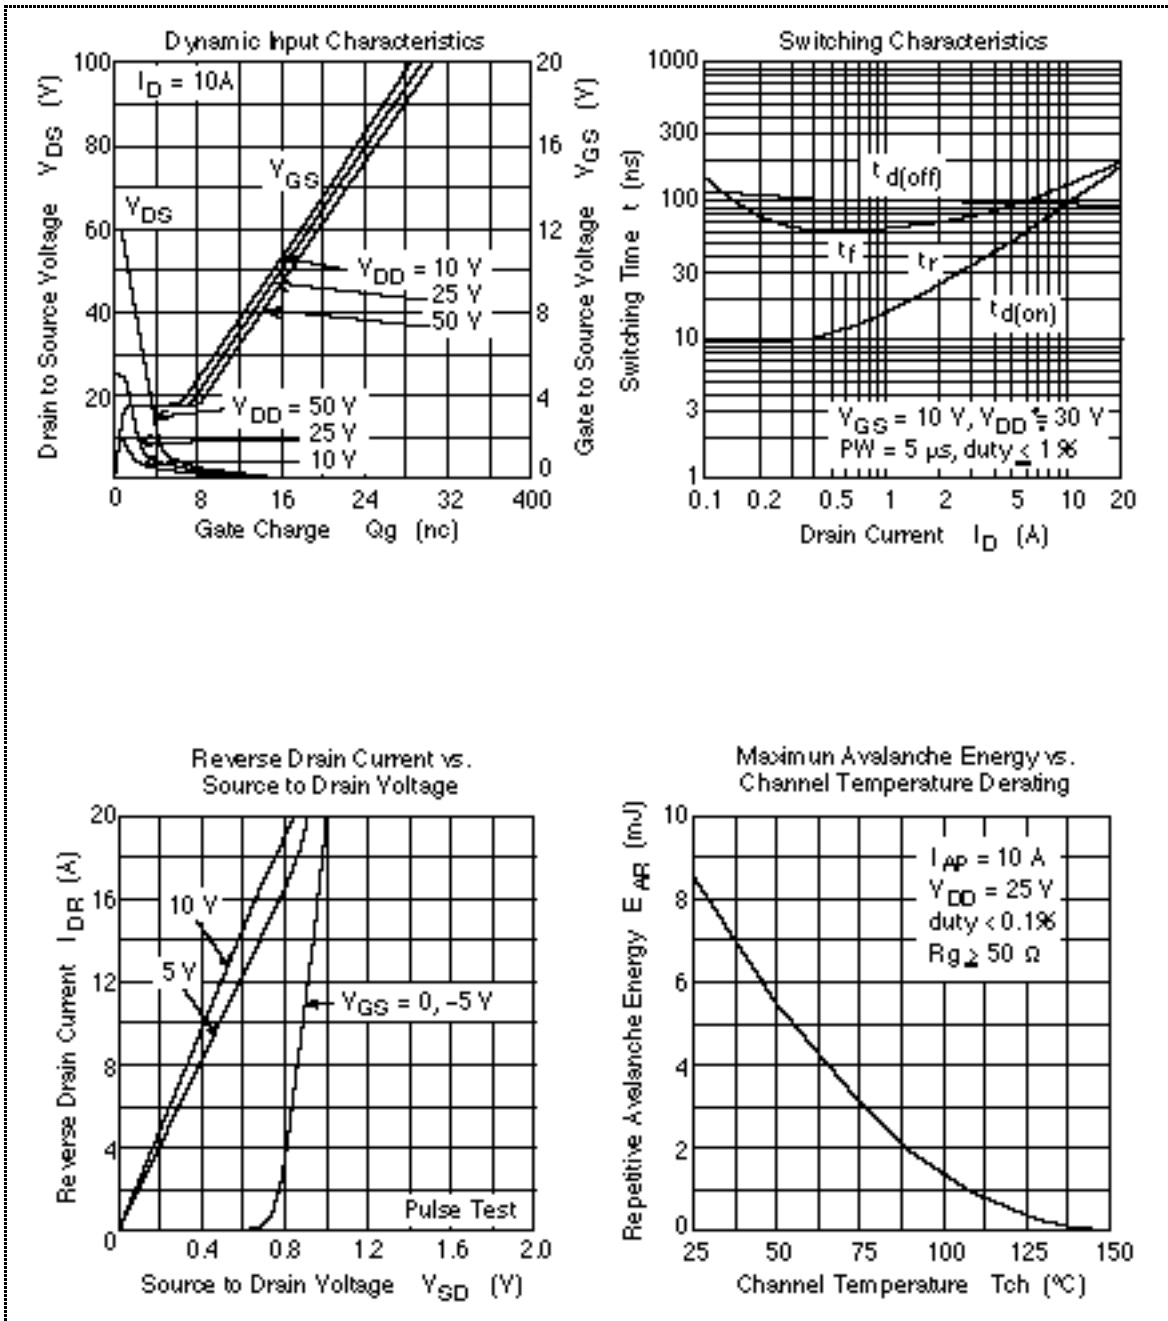 Dynamic Input Characteristics
100
80
60
40
20
0
20
16
12
8
4
0
I_D = 10A
V_DS
V_GS
V_DD = 10 V
25 V
50 V
V_DD = 50 V
25 V
10 V
0 8 16 24 32 400
Gate Charge Qg (nc)
Drain to Source Voltage V_DS (V)
Gate to Source Voltage V_GS (V)
Switching Characteristics
1000
300
100
30
10
3
1
t_d(off)
t_f
t_r
t_d(on)
V_GS = 10 V, V_DD ≒ 30 V
PW = 5 µs, duty ≤ 1%
0.1 0.2 0.5 1 2 5 10 20
Drain Current I_D (A)
Switching Time t (ns)
Reverse Drain Current vs.
Source to Drain Voltage
20
16
12
8
4
0
10 V
5 V
V_GS = 0, –5 V
Pulse Test
0.4 0.8 1.2 1.6 2.0
Source to Drain Voltage V_SD (V)
Reverse Drain Current I_DR (A)
Maximun Avalanche Energy vs.
Channel Temperature Derating
10
8
6
4
2
0
I_AP = 10 A
V_DD = 25 V
duty < 0.1%
Rg ≥ 50 Ω
25 50 75 100 125 150
Channel Temperature Tch (ºC)
Repetitive Avalanche Energy E_AR (mJ)